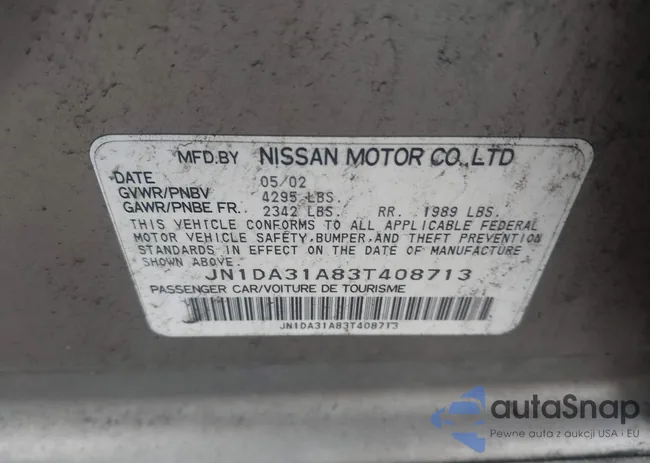 MFD.BY NISSAN MOTOR CO.,LTD
DATE 05/02
GVWR/PNBV 4295 LBS.
GAWR/PNBE FR. 2342 LBS. RR. 1989 LBS.
THIS VEHICLE CONFORMS TO ALL APPLICABLE FEDERAL
MOTOR VEHICLE SAFETY, BUMPER, AND THEFT PREVENTION
STANDARDS IN EFFECT ON THE DATE OF MANUFACTURE
SHOWN ABOVE.
JN1DA31A83T408713
PASSENGER CAR/VOITURE DE TOURISME
JN1DA31A83T408713
autaSnap
Pewne auta z aukcji USA i EU